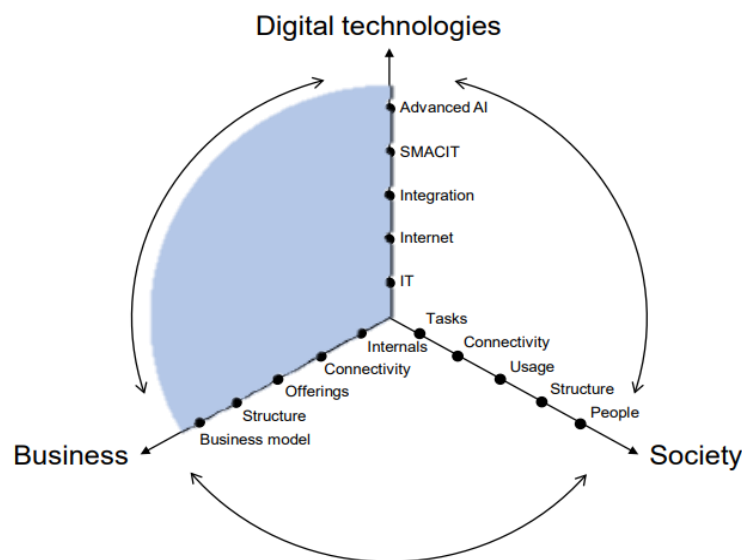 Digital technologies
Advanced AI
SMACIT
Integration
Internet
IT
Tasks
Internals
Connectivity
Connectivity
Usage
Offerings
Structure
Structure
People
Business model
Business
Society